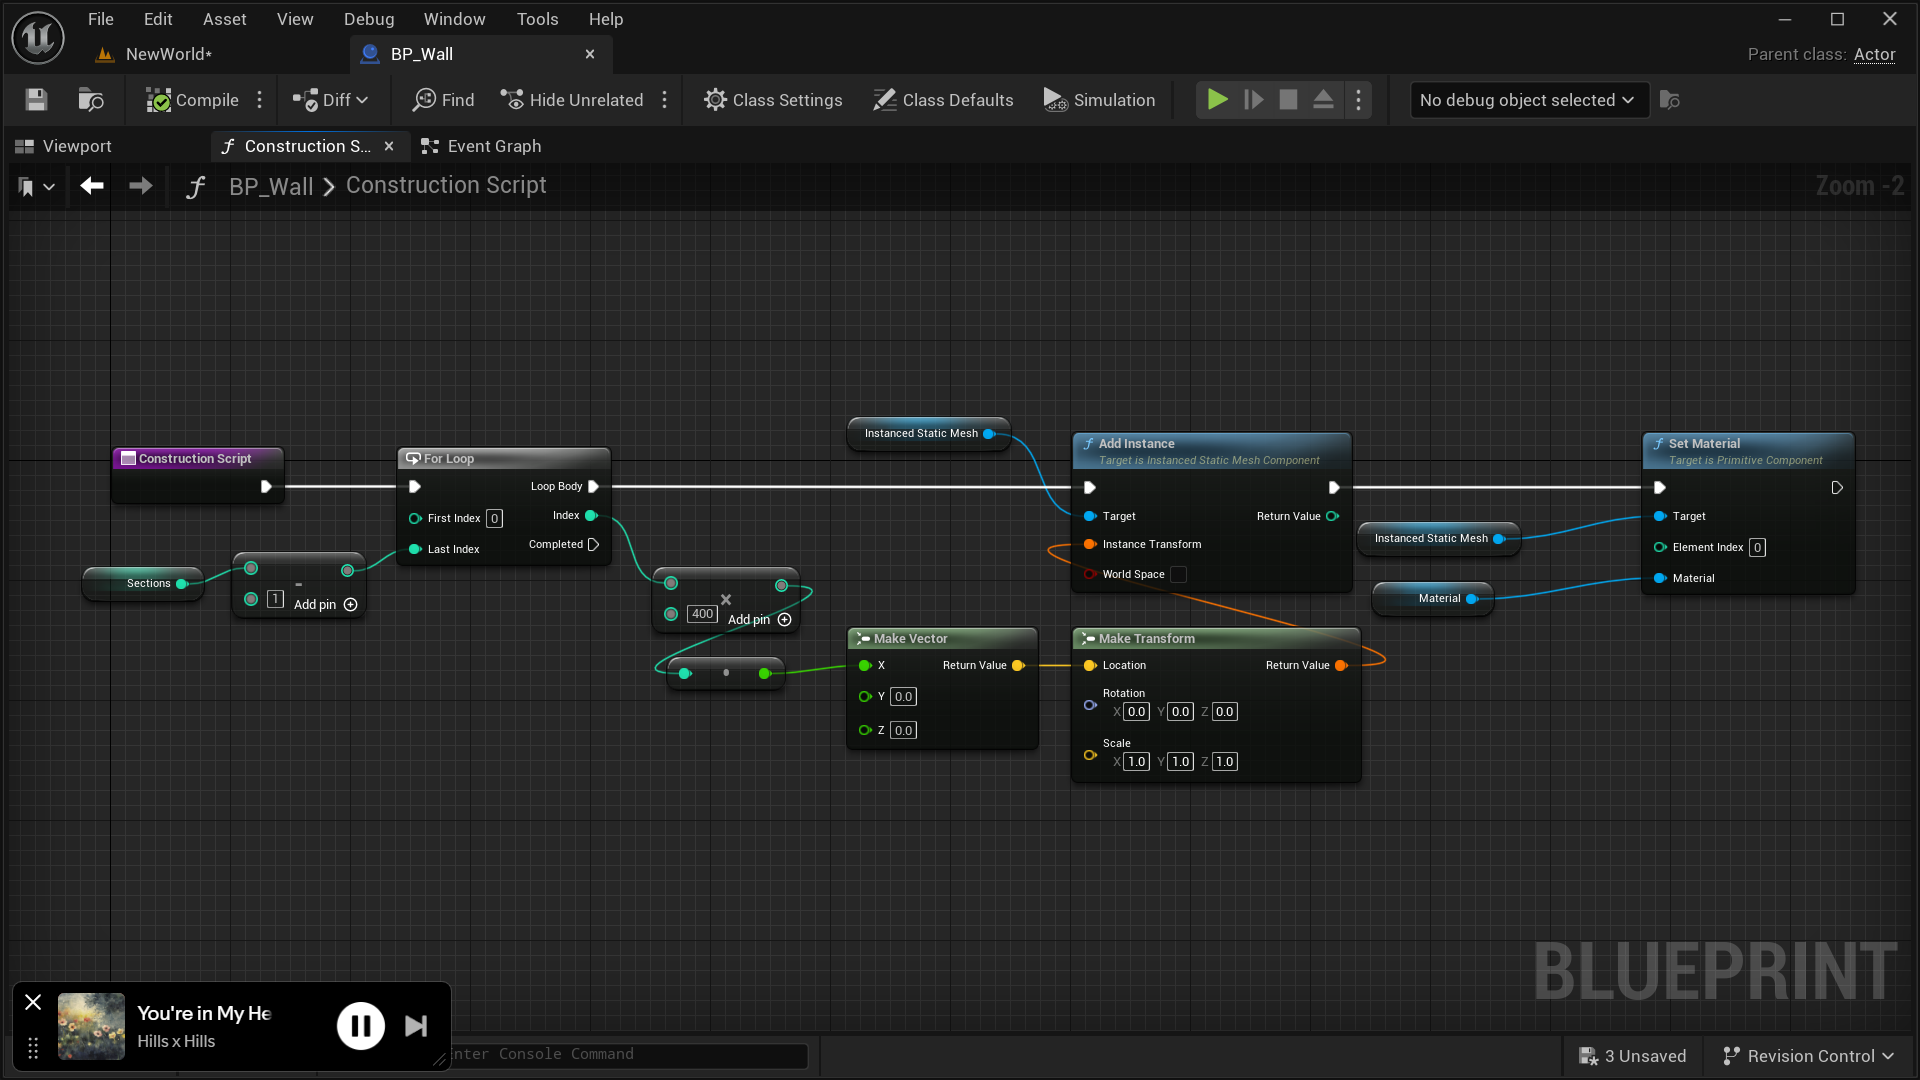 File Edit Asset View Debug Window Tools Help
NewWorld*
BP_Wall
Parent class: Actor
Compile
Diff
Find
Hide Unrelated
Class Settings
Class Defaults
Simulation
No debug object selected
Viewport
Construction S...
Event Graph
BP_Wall > Construction Script
Zoom -2
Construction Script
For Loop
Loop Body
First Index 0
Index
Last Index
Completed
Sections
-
1
Add pin
×
400
Add pin
Instanced Static Mesh
Add Instance
Target is Instanced Static Mesh Component
Target
Return Value
Instance Transform
World Space
Make Vector
X
Return Value
Y 0.0
Z 0.0
Make Transform
Location
Return Value
Rotation
X 0.0 Y 0.0 Z 0.0
Scale
X 1.0 Y 1.0 Z 1.0
Instanced Static Mesh
Material
Set Material
Target is Primitive Component
Target
Element Index 0
Material
BLUEPRINT
You're in My He
Hills x Hills
nter Console Command
3 Unsaved
Revision Control